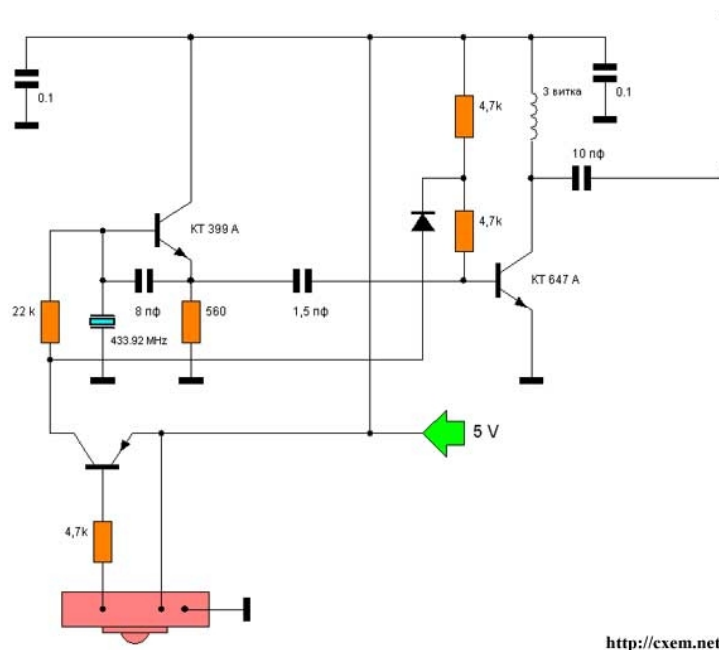 0.1
4,7k
3 витка
0.1
10 пф
КТ 399 А
4,7k
КТ 647 А
22 k
8 пф
560
1,5 пф
433.92 MHz
5 V
4,7k
http://cxem.net